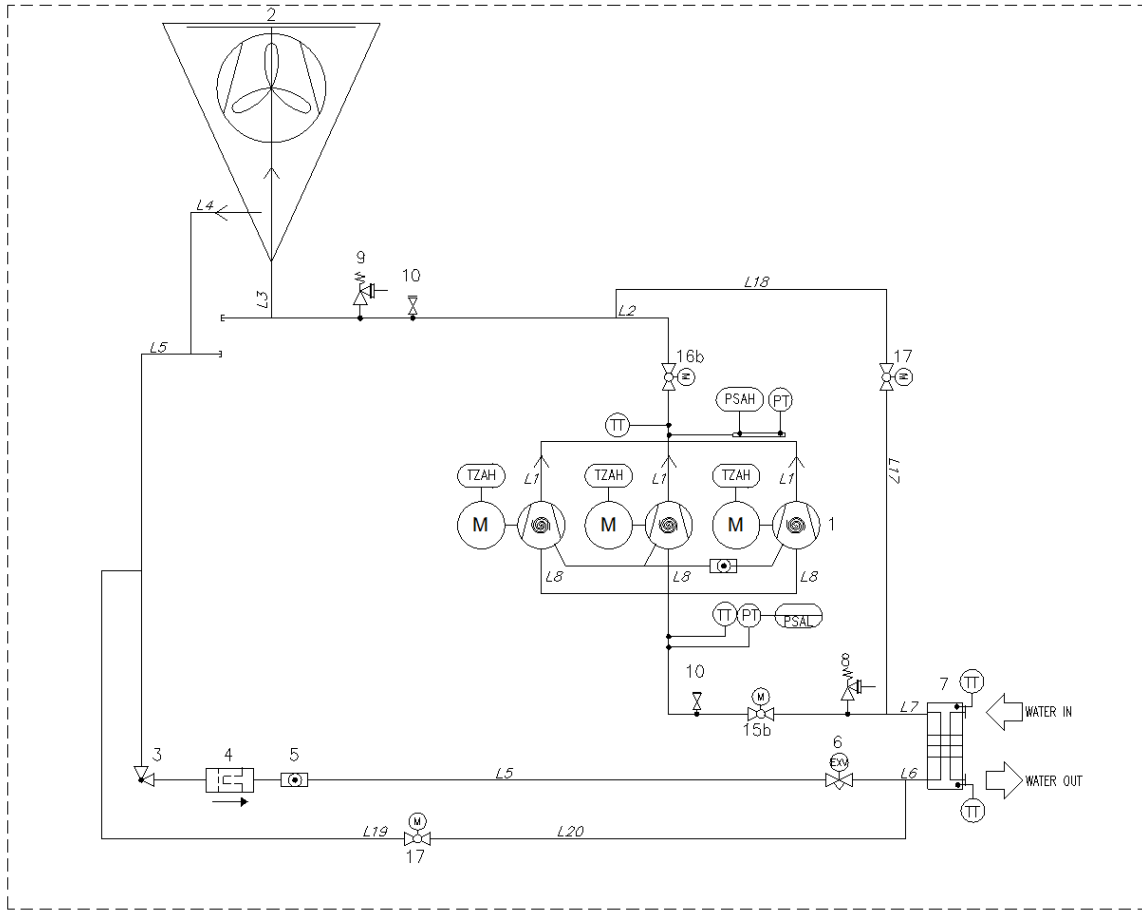 2
L4
9
10
L18
L3
L2
L5
16b
M
17
M
PSAH
PT
TT
L17
TZAH
L1
TZAH
L1
TZAH
L1
M
M
M
1
L8
L8
L8
TT
PT
PSAL
10
8
7
TT
M
L7
WATER IN
15b
3
4
5
6
EXV
L5
L6
WATER OUT
TT
M
L19
L20
17